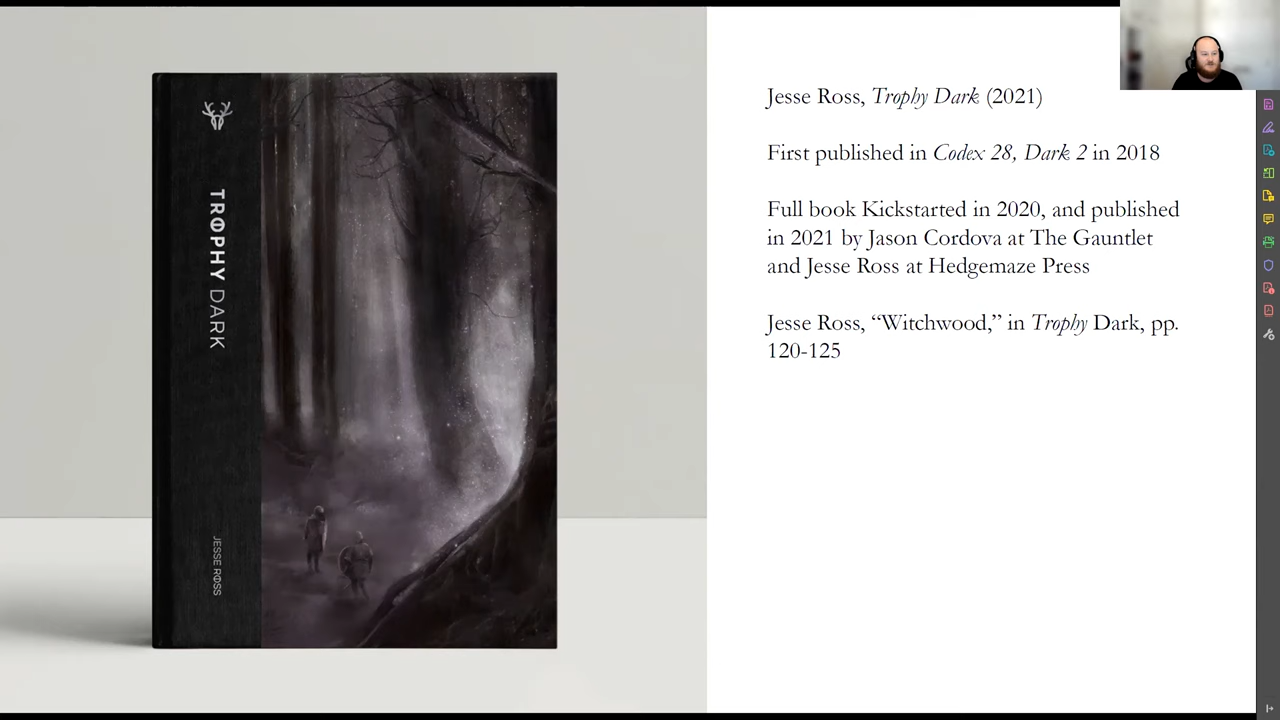 TROPHY DARK
JESSE ROSS
Jesse Ross, Trophy Dark (2021)
First published in Codex 28, Dark 2 in 2018
Full book Kickstarted in 2020, and published
in 2021 by Jason Cordova at The Gauntlet
and Jesse Ross at Hedgemaze Press
Jesse Ross, “Witchwood,” in Trophy Dark, pp.
120-125